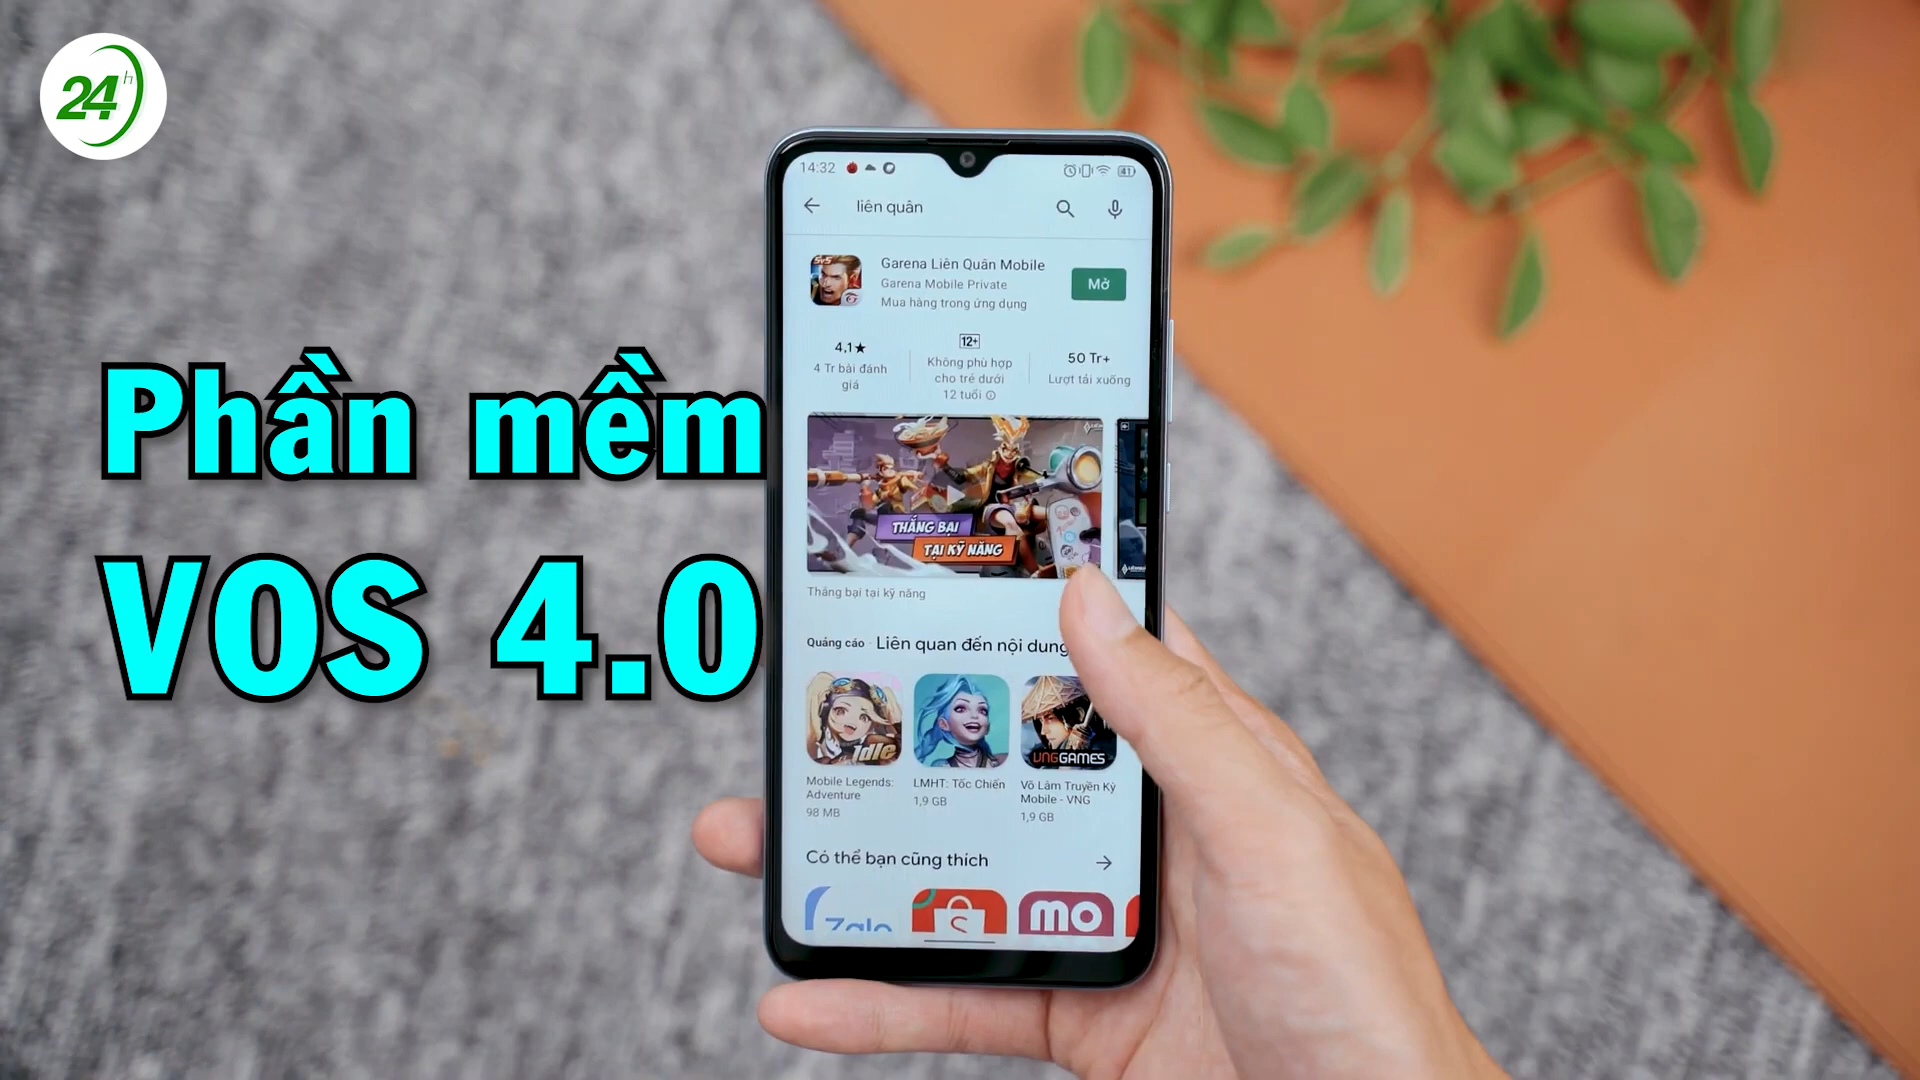 24h
Phần mềm
VOS 4.0
14:32
41
liên quân
5v5
Garena Liên Quân Mobile
Garena Mobile Private
Mua hàng trong ứng dụng
Mở
4,1★
4 Tr bài đánh
giá
12+
Không phù hợp
cho trẻ dưới
12 tuổi
50 Tr+
Lượt tải xuống
THẮNG BẠI
TẠI KỸ NĂNG
Thắng bại tại kỹ năng
Quảng cáo · Liên quan đến nội dung
idle
VNGGAMES
Mobile Legends:
Adventure
98 MB
LMHT: Tốc Chiến
1,9 GB
Võ Lâm Truyền Kỳ
Mobile - VNG
1,9 GB
Có thể bạn cũng thích
Zalo
S
mo